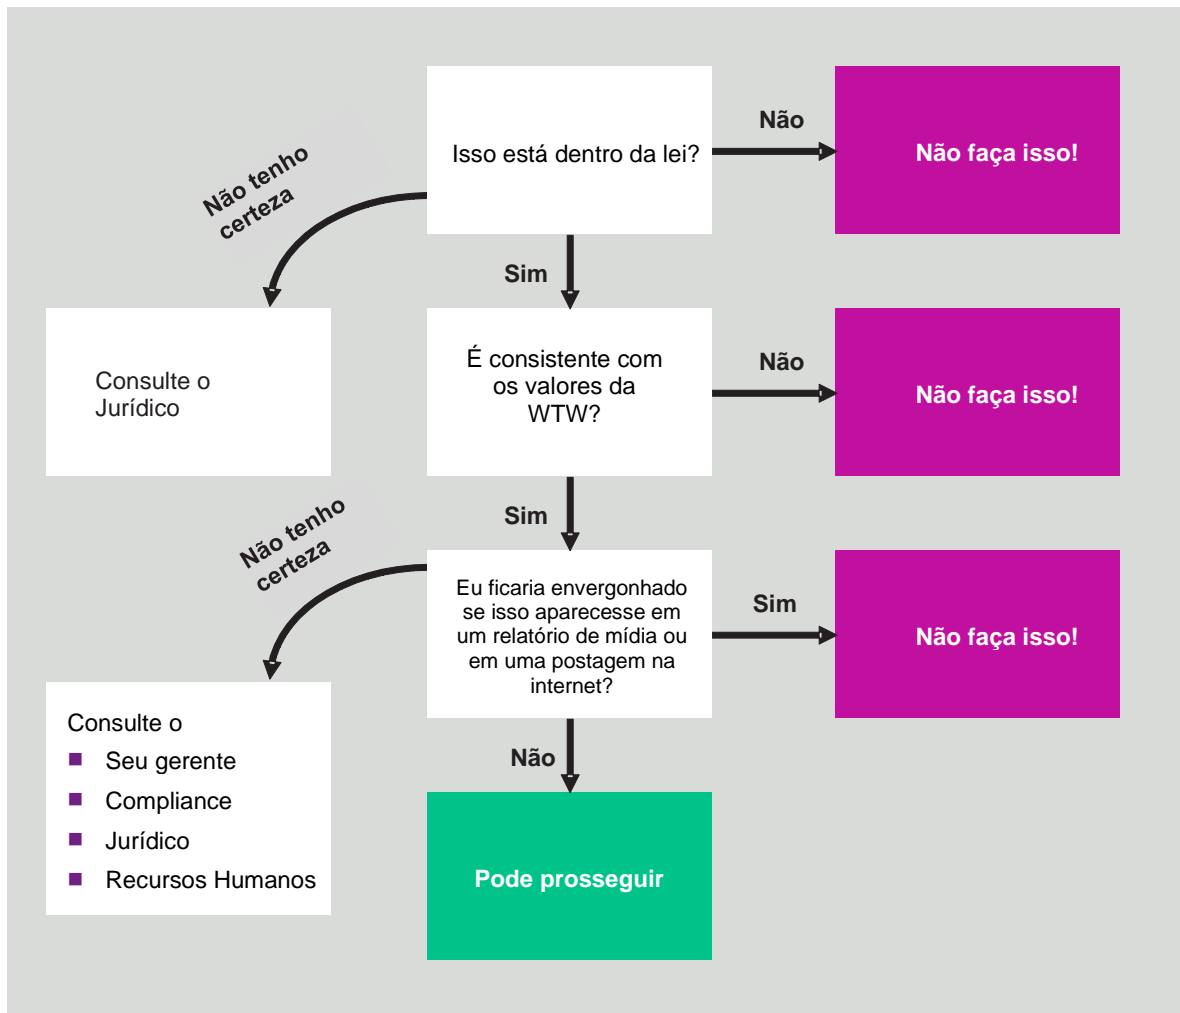 Isso está dentro da lei?
Não
Não faça isso!
Não tenho
certeza
Sim
Consulte o
Jurídico
É consistente com
os valores da
WTW?
Não
Não faça isso!
Sim
Não tenho
certeza
Eu ficaria envergonhado
se isso aparecesse em
um relatório de mídia ou
em uma postagem na
internet?
Sim
Não faça isso!
Consulte o
Seu gerente
Compliance
Jurídico
Recursos Humanos
Não
Pode prosseguir